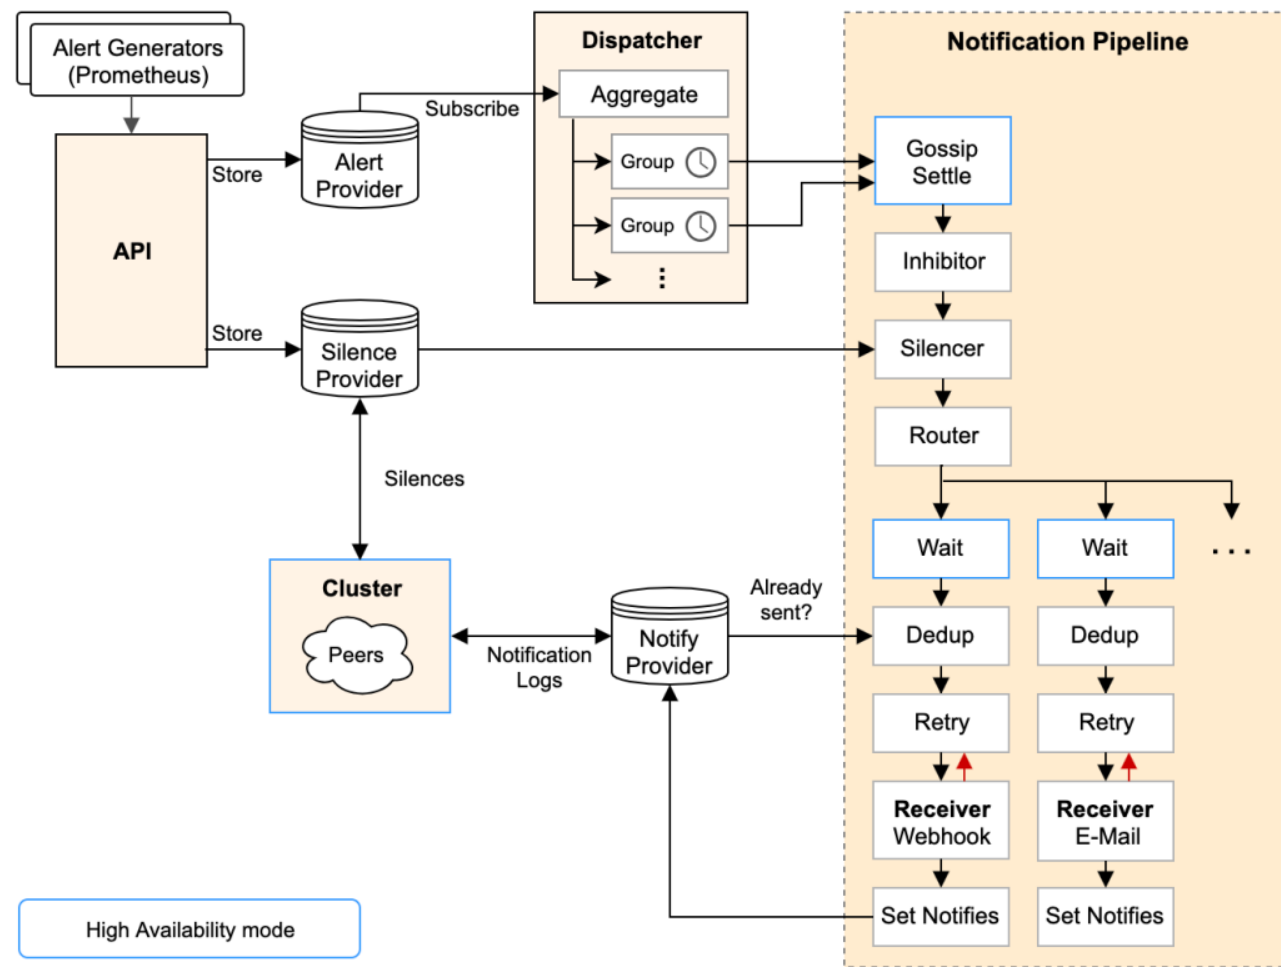 Alert Generators
(Prometheus)
API
Store
Alert
Provider
Subscribe
Dispatcher
Aggregate
Group
Group
Store
Silence
Provider
Silences
Cluster
Peers
Notification
Logs
Notify
Provider
Already
sent?
Notification Pipeline
Gossip
Settle
Inhibitor
Silencer
Router
Wait
Wait
Dedup
Dedup
Retry
Retry
Receiver
Webhook
Receiver
E-Mail
Set Notifies
Set Notifies
High Availability mode